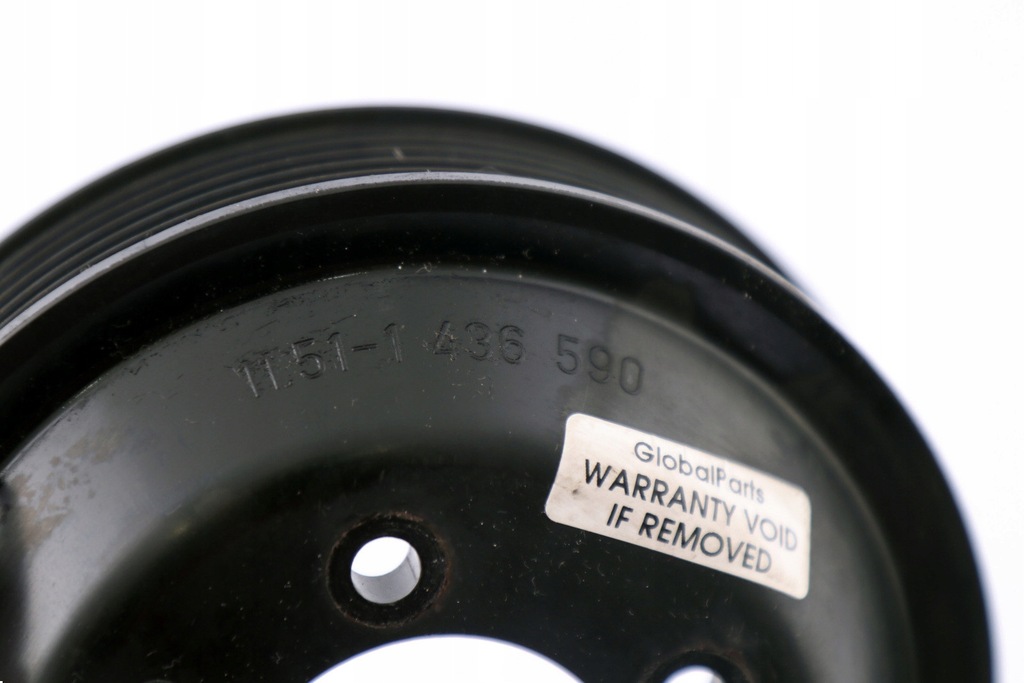 11.51-1 436 590
GlobalParts
WARRANTY VOID
IF REMOVED